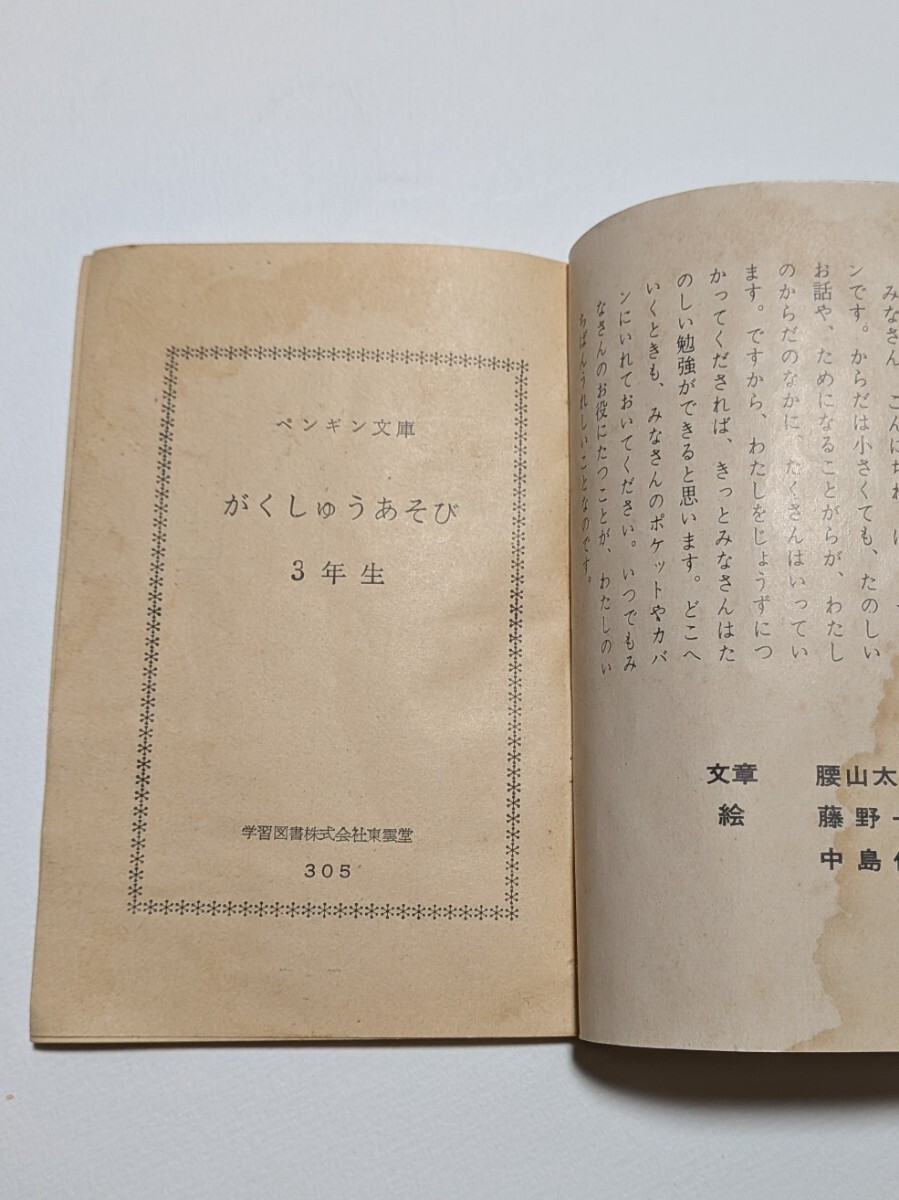 ペンギン文庫
がくしゅうあそび
3年生
学習図書株式会社東雲堂
305
みなさん
ンです。からだは小さくても、たのしい
お話や、ためになることがらが、わたし
のからだのなかに、たくさんはいってい
ます。ですから、わたしをじょうずにつ
かってくだされば、きっとみなさんはた
のしい勉強ができると思います。どこへ
いくときも、みなさんのポケットやカバ
ンにいれておいてください。いつでもみ
なさんのお役にたつことが、わたしのい
ちばんうれしいことなのです。
文章 腰山太
絵 藤野
中島